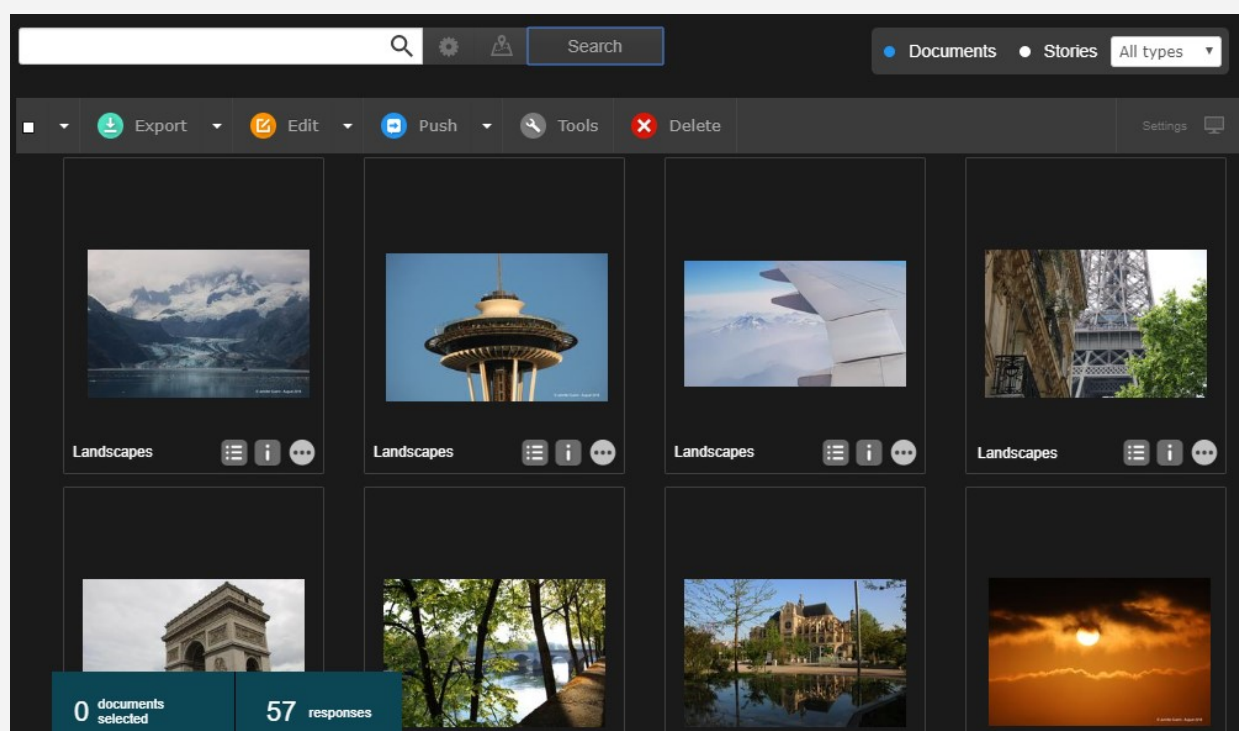 Search
Documents Stories All types
Export Edit Push Tools Delete Settings
Landscapes
Landscapes
Landscapes
Landscapes
0 documents selected
57 responses